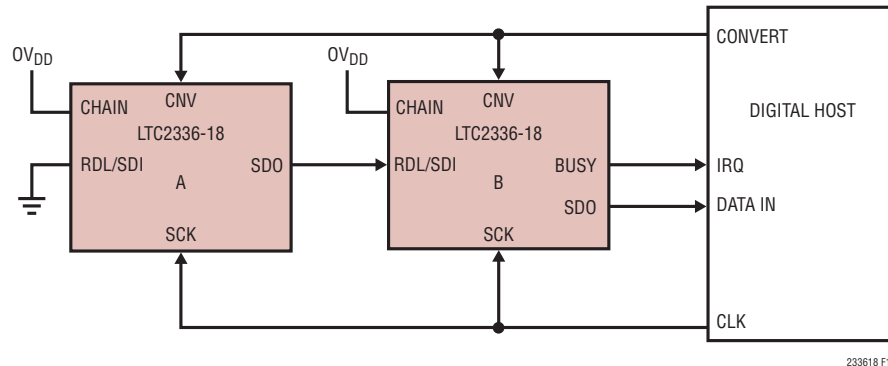 CONVERT
OVDD
OVDD
CHAIN
CNV
CHAIN
CNV
DIGITAL HOST
LTC2336-18
LTC2336-18
RDL/SDI
SDO
RDL/SDI
BUSY
IRQ
A
B
SDO
DATA IN
SCK
SCK
CLK
233618 F1